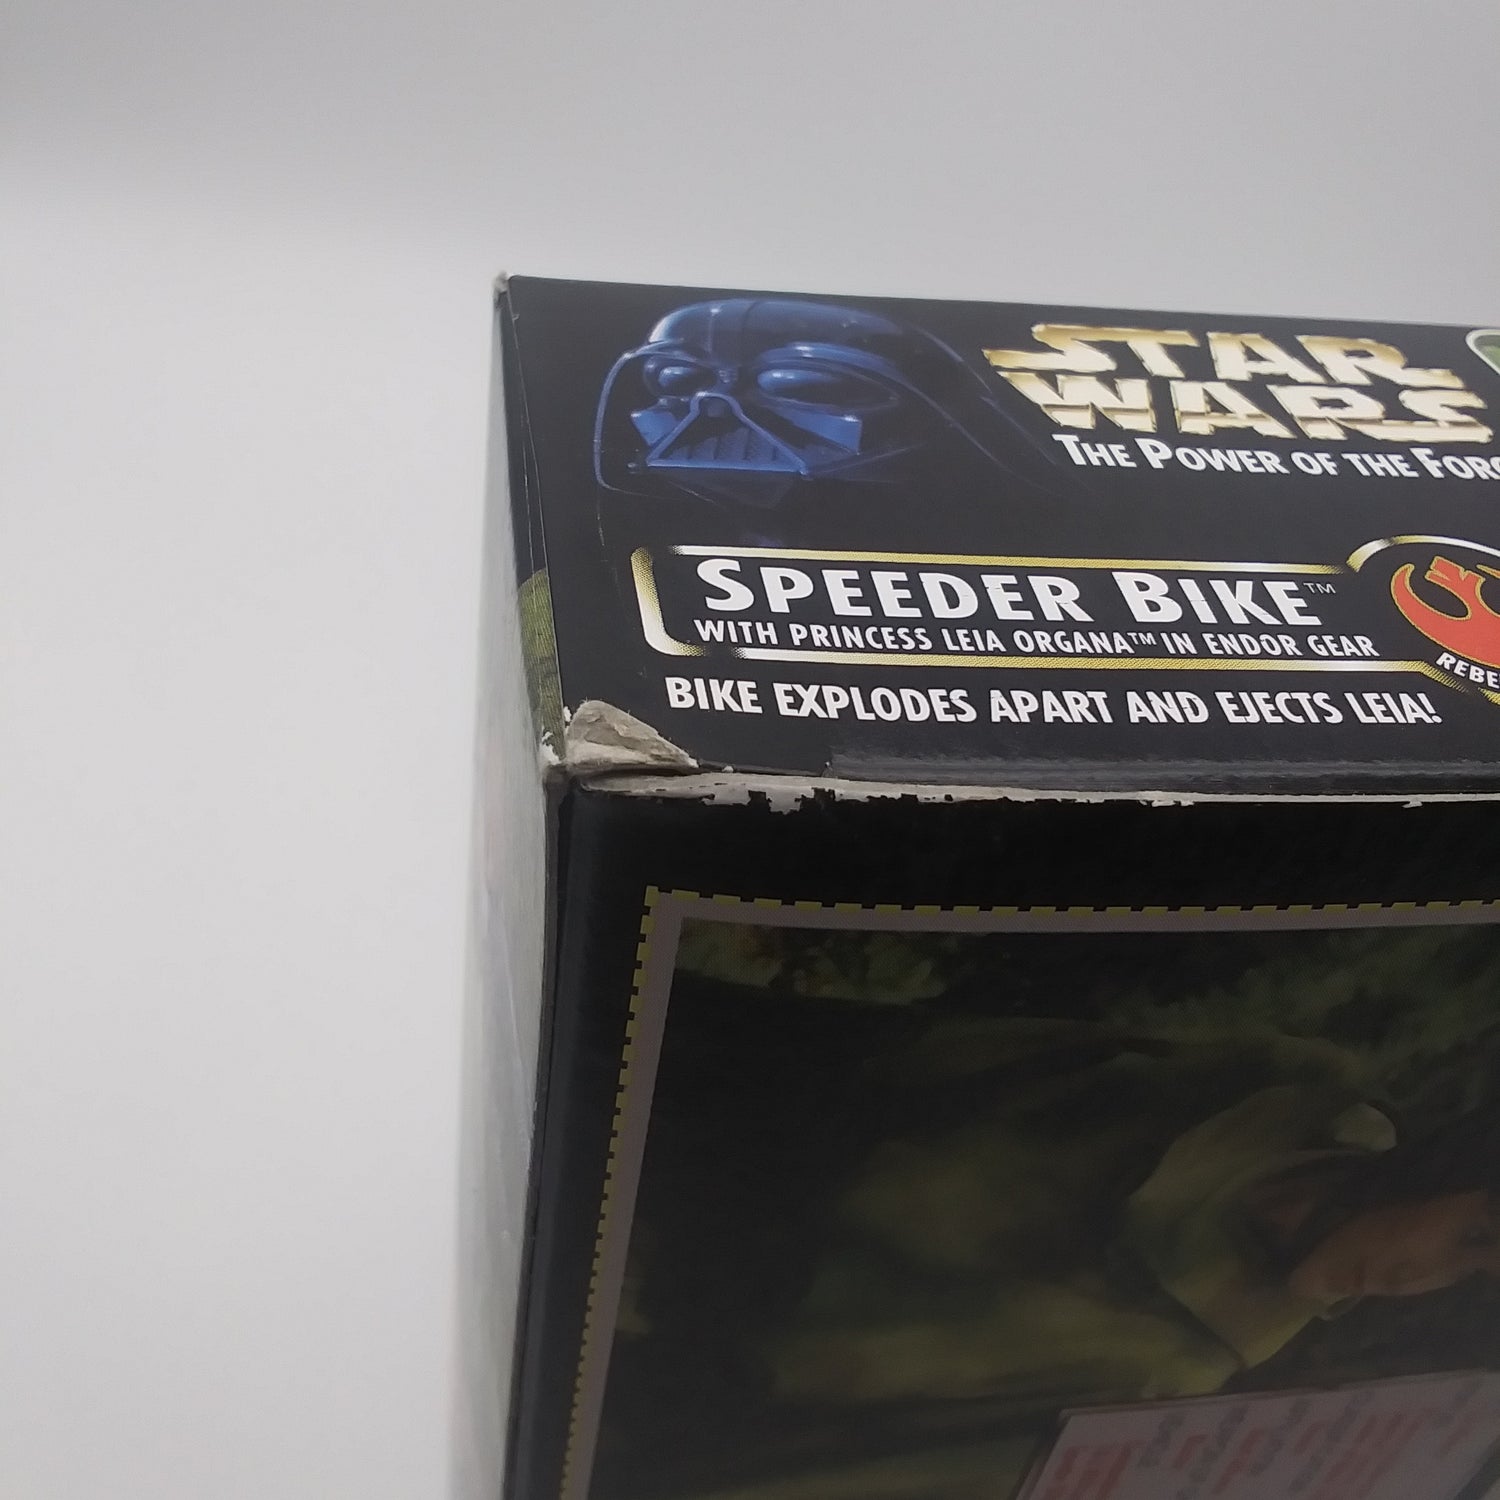 STAR
WARS
THE POWER OF THE
SPEEDER BIKE™
WITH PRINCESS LEIA ORGANA™ IN ENDOR GEAR
BIKE EXPLODES APART AND EJECTS LEIA!